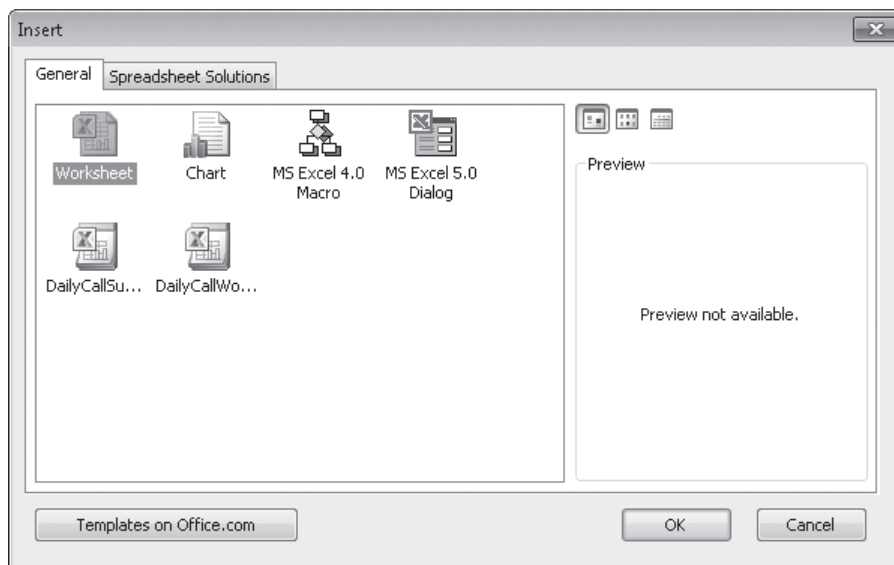 Insert
General
Spreadsheet Solutions
Worksheet
Chart
MS Excel 4.0
Macro
MS Excel 5.0
Dialog
DailyCallSu...
DailyCallWo...
Preview
Preview not available.
Templates on Office.com
OK
Cancel